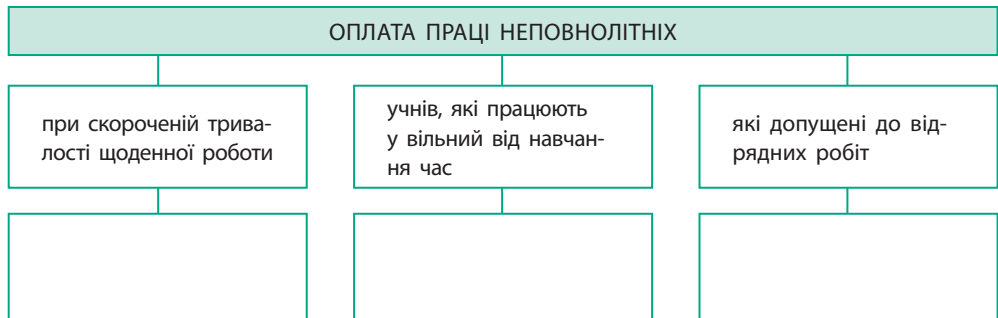 ОПЛАТА ПРАЦІ НЕПОВНОЛІТНІХ
при скороченій трива-
лості щоденної роботи
учнів, які працюють
у вільний від навчан-
ня час
які допущені до від-
рядних робіт